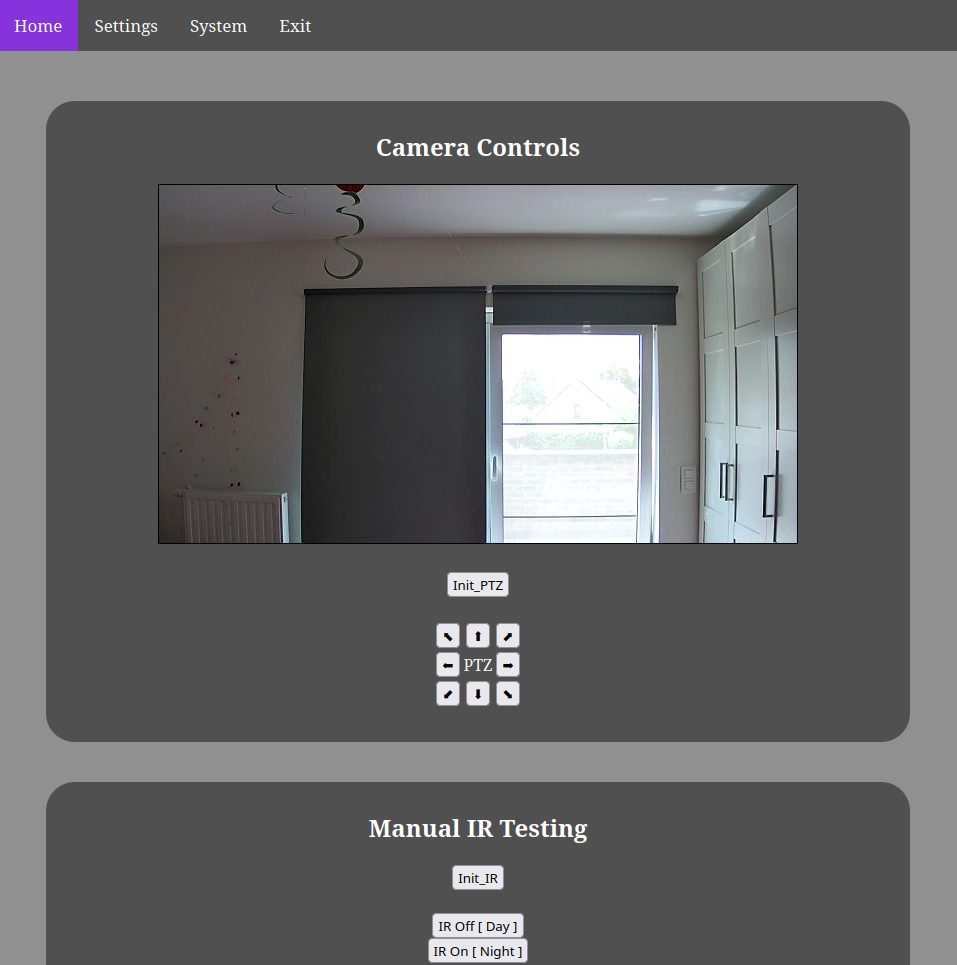 Home Settings System Exit
Camera Controls
Init_PTZ
⬉ ⬆ ⬈
⬅ PTZ ➡
⬋ ⬇ ⬊
Manual IR Testing
Init_IR
IR Off [ Day ]
IR On [ Night ]